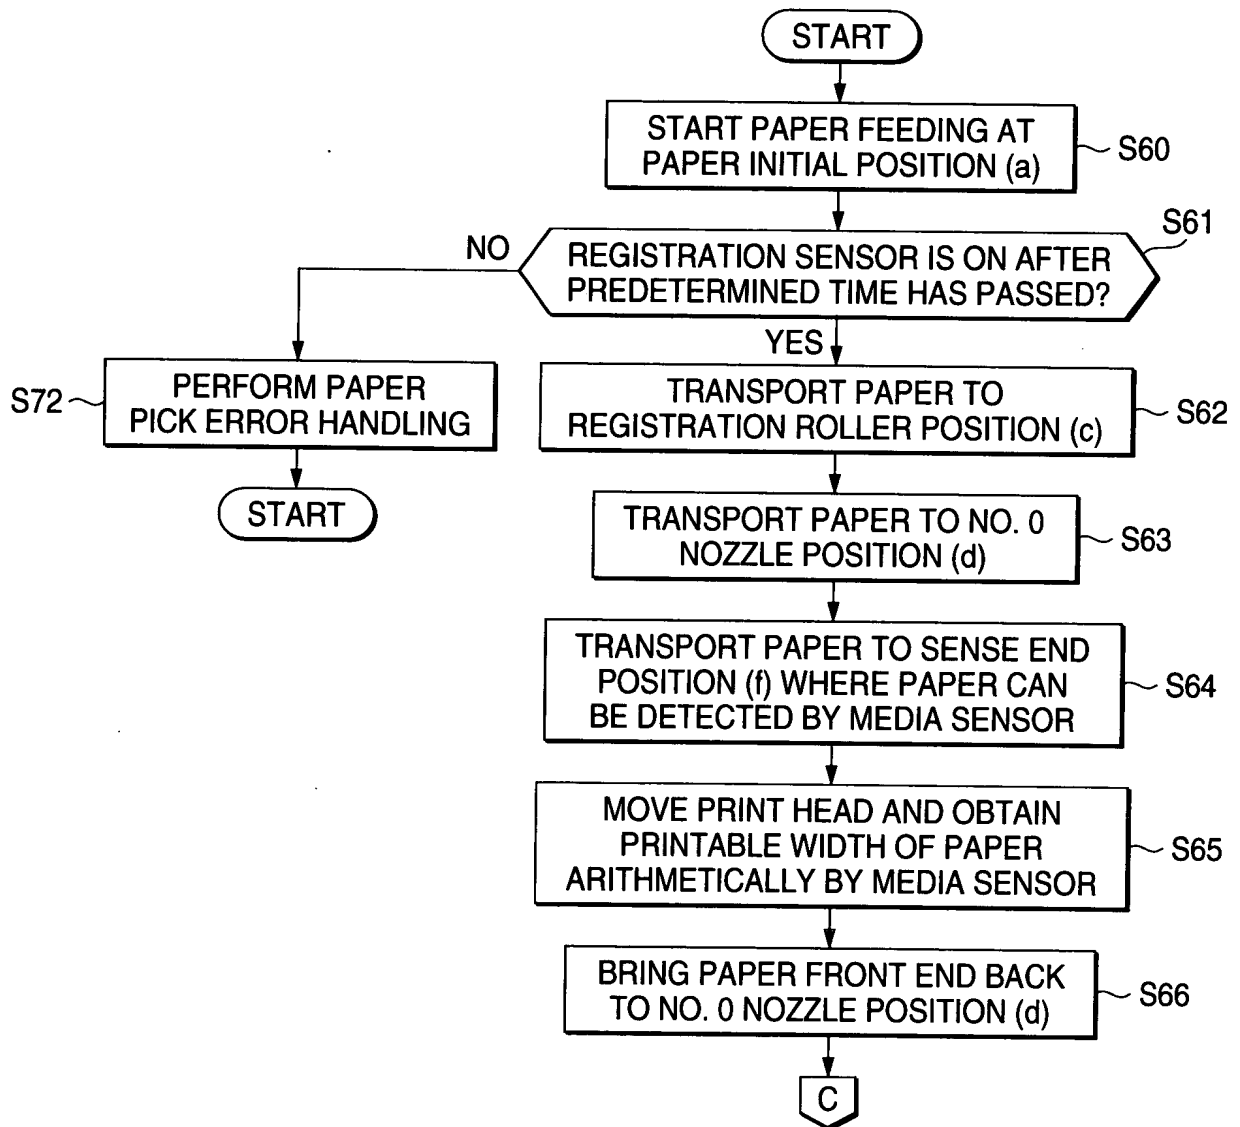 START
START PAPER FEEDING AT
PAPER INITIAL POSITION (a)
S60
S61
NO
REGISTRATION SENSOR IS ON AFTER
PREDETERMINED TIME HAS PASSED?
YES
S72
PERFORM PAPER
PICK ERROR HANDLING
START
TRANSPORT PAPER TO
REGISTRATION ROLLER POSITION (c)
S62
TRANSPORT PAPER TO NO. 0
NOZZLE POSITION (d)
S63
TRANSPORT PAPER TO SENSE END
POSITION (f) WHERE PAPER CAN
BE DETECTED BY MEDIA SENSOR
S64
MOVE PRINT HEAD AND OBTAIN
PRINTABLE WIDTH OF PAPER
ARITHMETICALLY BY MEDIA SENSOR
S65
BRING PAPER FRONT END BACK
TO NO. 0 NOZZLE POSITION (d)
S66
C